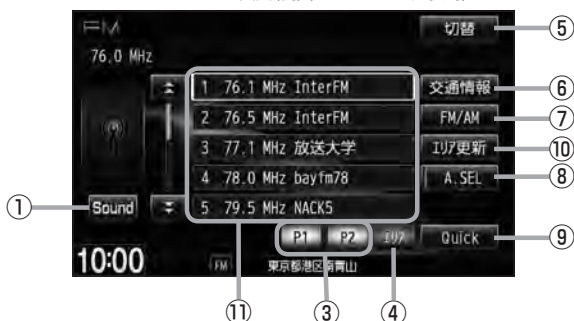 FM
切替
⑤
76.0 MHz
1 76.1 MHz InterFM
交通情報
⑥
2 76.5 MHz InterFM
FM/AM
⑦
3 77.1 MHz 放送大学
エリア更新
⑩
4 78.0 MHz bayfm78
A.SEL
⑧
①
Sound
5 79.5 MHz NACK5
P1 P2 エリア
Quick
⑨
10:00
FM
東京都港区南青山
⑪
③
④